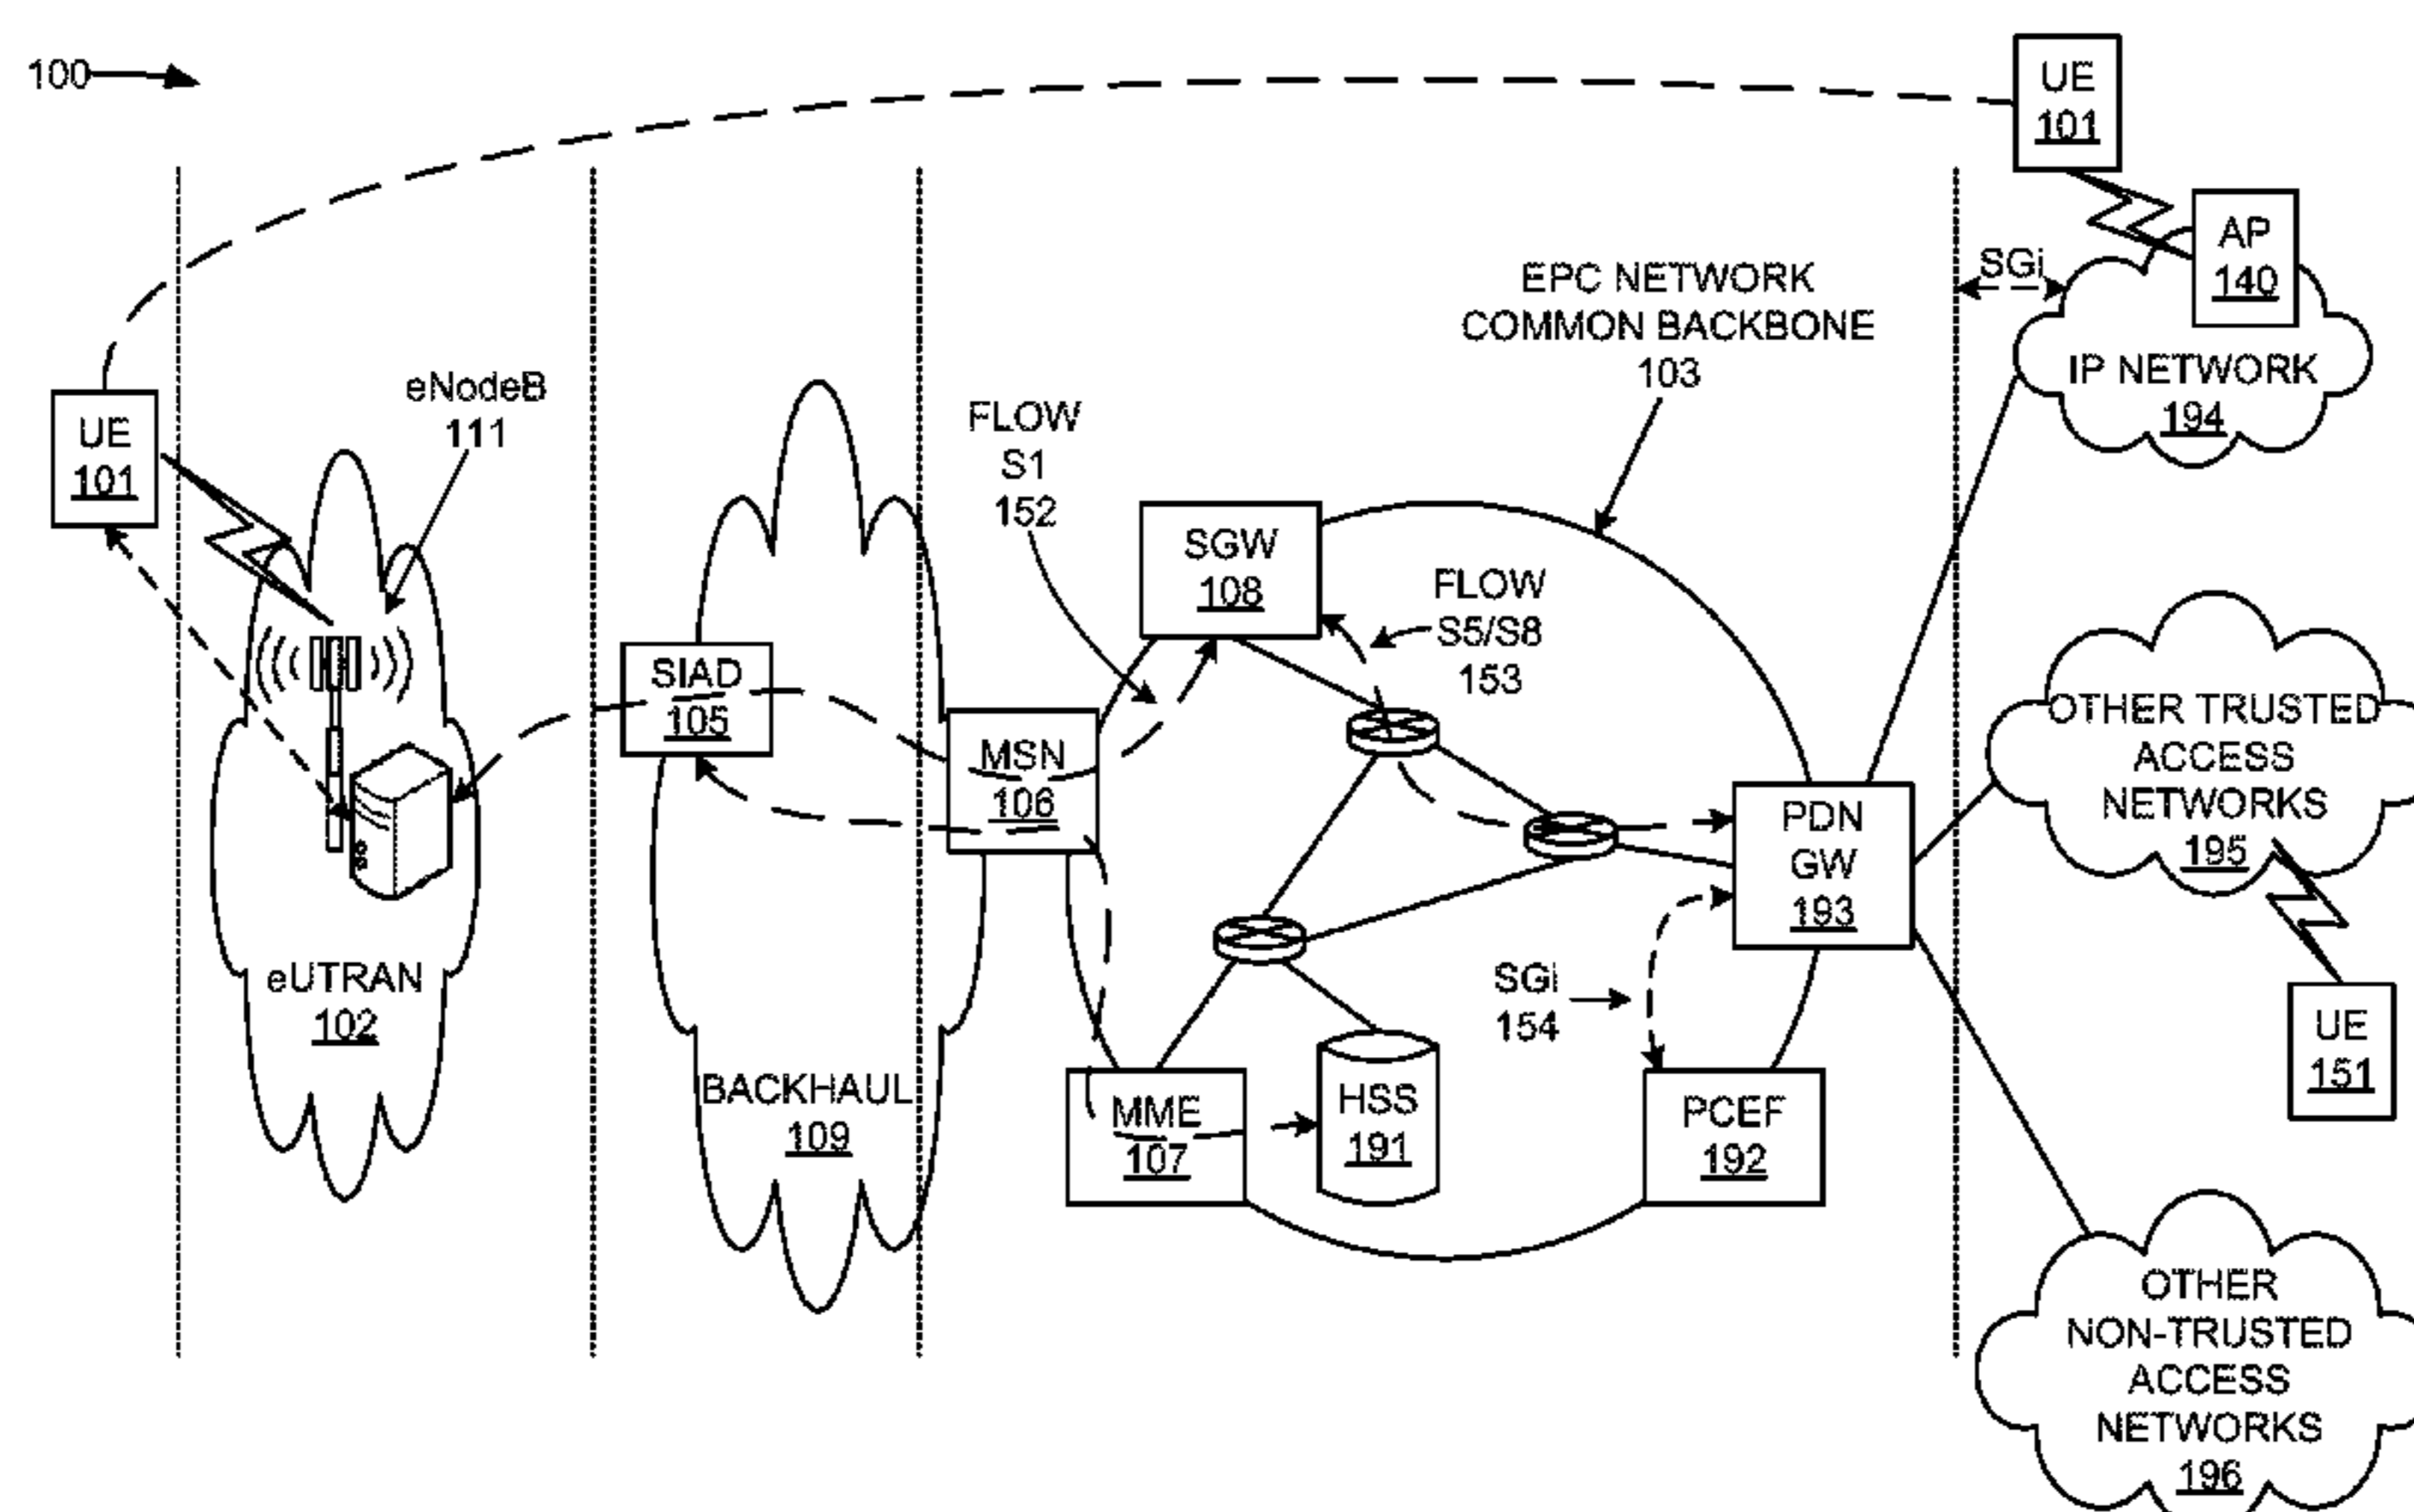 100
UE
101
AP
140
SGi
IP NETWORK
194
EPC NETWORK
COMMON BACKBONE
103
eNodeB
111
UE
101
FLOW
S1
152
SGW
108
FLOW
S5/S8
153
SIAD
105
MSN
106
PDN
GW
193
OTHER TRUSTED
ACCESS
NETWORKS
195
eUTRAN
102
SGi
154
UE
151
BACKHAUL
109
MME
107
HSS
191
PCEF
192
OTHER
NON-TRUSTED
ACCESS
NETWORKS
196